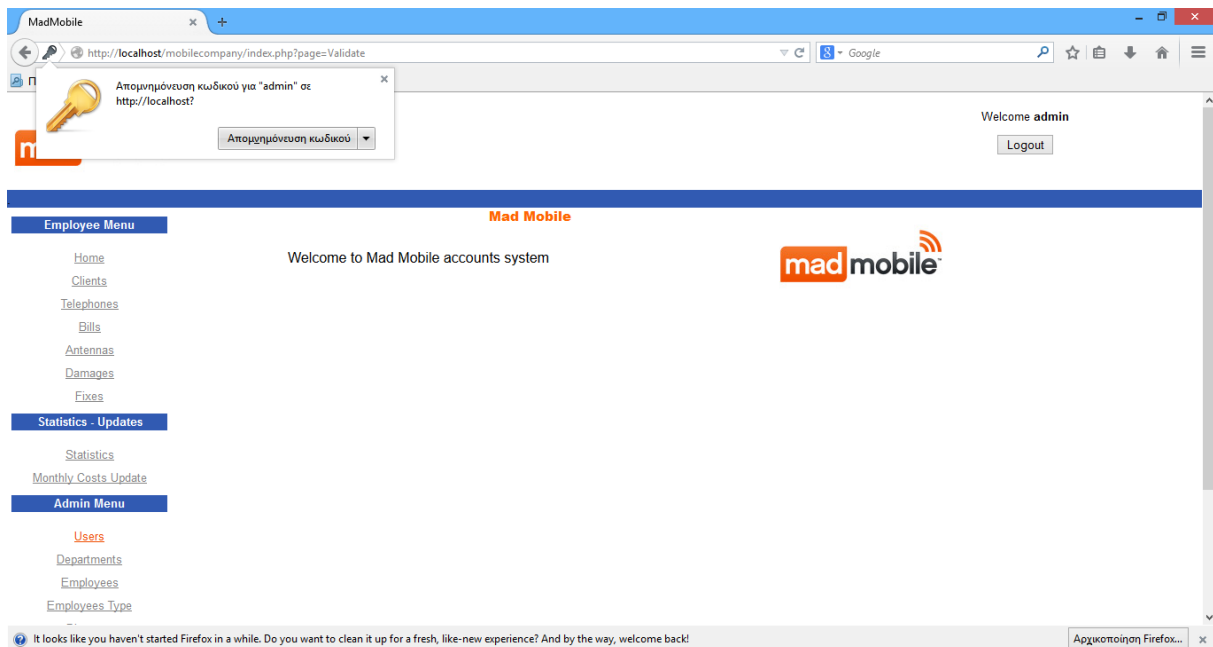 MadMobile
http://localhost/mobilecompany/index.php?page=Validate
Google
Απομνημόνευση κωδικού για "admin" σε
http://localhost?
Απομνημόνευση κωδικού
Welcome admin
Logout
Employee Menu
Home
Clients
Telephones
Bills
Antennas
Damages
Fixes
Statistics - Updates
Statistics
Monthly Costs Update
Admin Menu
Users
Departments
Employees
Employees Type
Mad Mobile
Welcome to Mad Mobile accounts system
mad mobile
It looks like you haven't started Firefox in a while. Do you want to clean it up for a fresh, like-new experience? And by the way, welcome back!
Αρχικοποίηση Firefox...